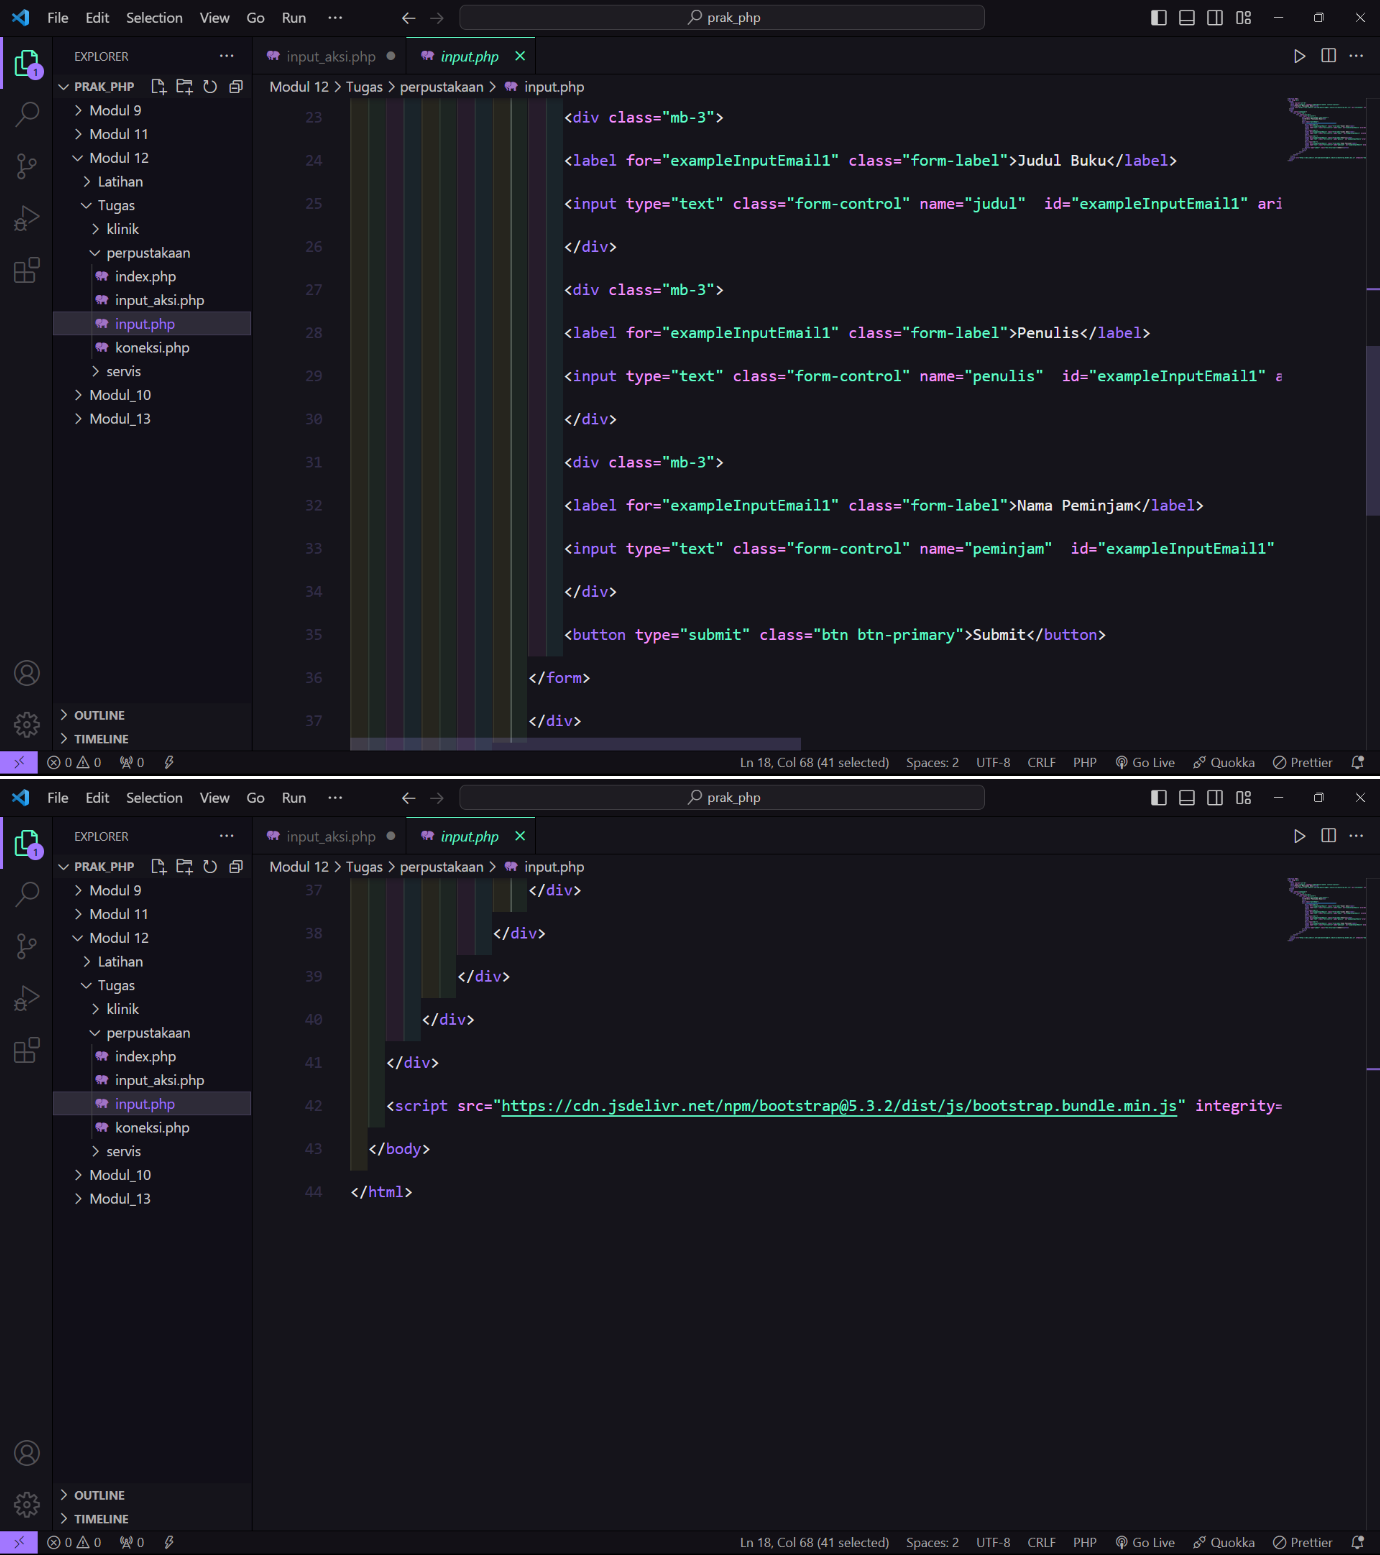 File Edit Selection View Go Run ··· prak_php
EXPLORER ··· input_aksi.php input.php
PRAK_PHP Modul 12 > Tugas > perpustakaan > input.php
Modul 9
Modul 11
Modul 12
Latihan
Tugas
klinik
perpustakaan
index.php
input_aksi.php
input.php
koneksi.php
servis
Modul_10
Modul_13
OUTLINE
TIMELINE
1
23 <div class="mb-3">
24 <label for="exampleInputEmail1" class="form-label">Judul Buku</label>
25 <input type="text" class="form-control" name="judul"  id="exampleInputEmail1" ari
26 </div>
27 <div class="mb-3">
28 <label for="exampleInputEmail1" class="form-label">Penulis</label>
29 <input type="text" class="form-control" name="penulis"  id="exampleInputEmail1" a
30 </div>
31 <div class="mb-3">
32 <label for="exampleInputEmail1" class="form-label">Nama Peminjam</label>
33 <input type="text" class="form-control" name="peminjam"  id="exampleInputEmail1"
34 </div>
35 <button type="submit" class="btn btn-primary">Submit</button>
36 </form>
37 </div>
0 0 0 Ln 18, Col 68 (41 selected) Spaces: 2 UTF-8 CRLF PHP Go Live Quokka Prettier
File Edit Selection View Go Run ··· prak_php
EXPLORER ··· input_aksi.php input.php
PRAK_PHP Modul 12 > Tugas > perpustakaan > input.php
Modul 9
Modul 11
Modul 12
Latihan
Tugas
klinik
perpustakaan
index.php
input_aksi.php
input.php
koneksi.php
servis
Modul_10
Modul_13
OUTLINE
TIMELINE
1
37 </div>
38 </div>
39 </div>
40 </div>
41 </div>
42 <script src="https://cdn.jsdelivr.net/npm/bootstrap@5.3.2/dist/js/bootstrap.bundle.min.js" integrity=
43 </body>
44 </html>
0 0 0 Ln 18, Col 68 (41 selected) Spaces: 2 UTF-8 CRLF PHP Go Live Quokka Prettier